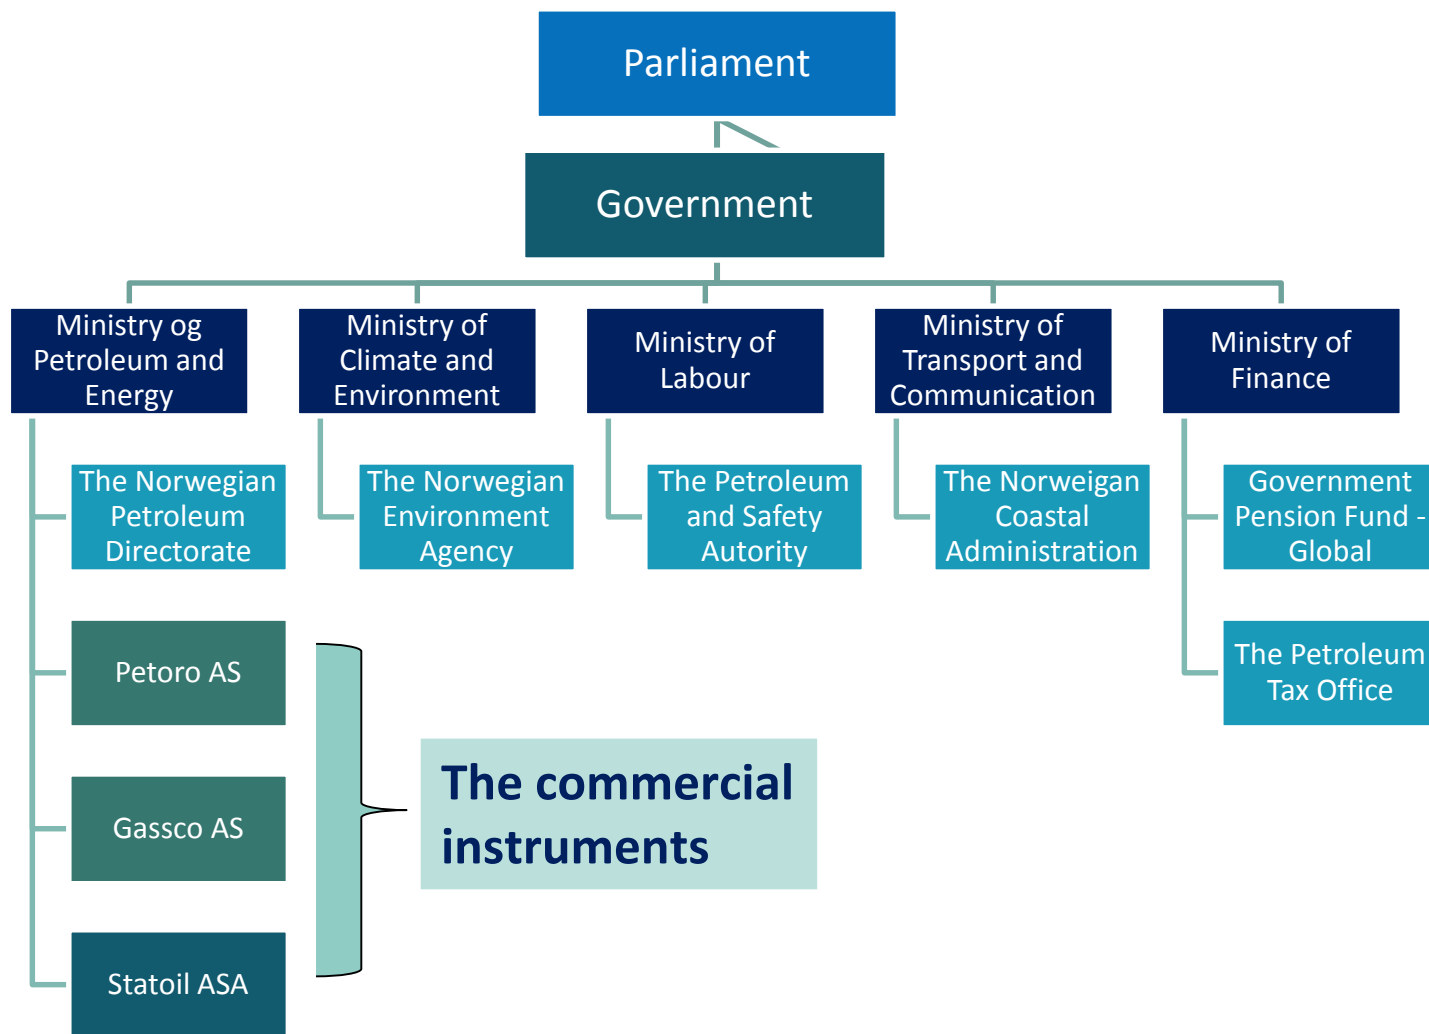 Parliament
Government
Ministry og
Petroleum and
Energy
Ministry of
Climate and
Environment
Ministry of
Labour
Ministry of
Transport and
Communication
Ministry of
Finance
The Norwegian
Petroleum
Directorate
The Norwegian
Environment
Agency
The Petroleum
and Safety
Autority
The Norweigan
Coastal
Administration
Government
Pension Fund -
Global
Petoro AS
The Petroleum
Tax Office
The commercial
instruments
Gassco AS
Statoil ASA